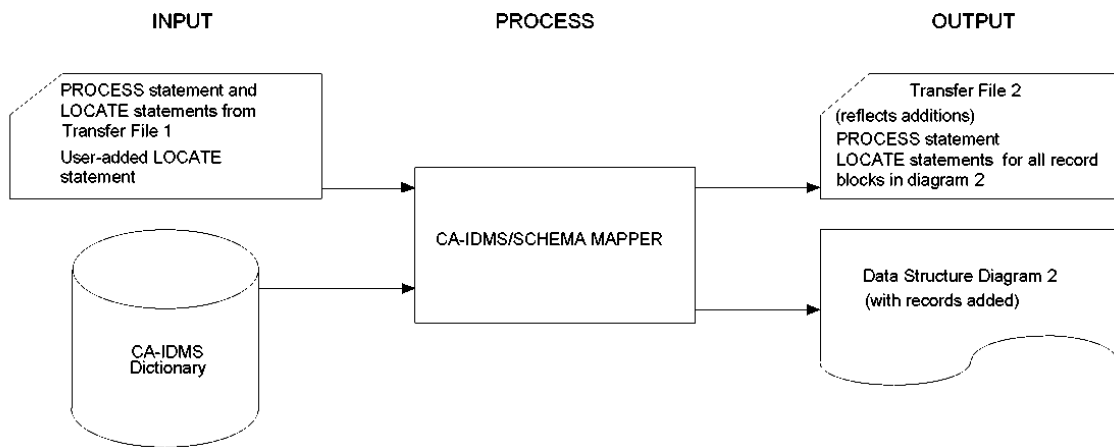 INPUT
PROCESS
OUTPUT
PROCESS statement and
LOCATE statements from
Transfer File 1
User-added LOCATE
statement
CA-IDMS
Dictionary
CA-IDMS/SCHEMA MAPPER
Transfer File 2
(reflects additions)
PROCESS statement
LOCATE statements for all record
blocks in diagram 2
Data Structure Diagram 2
(with records added)